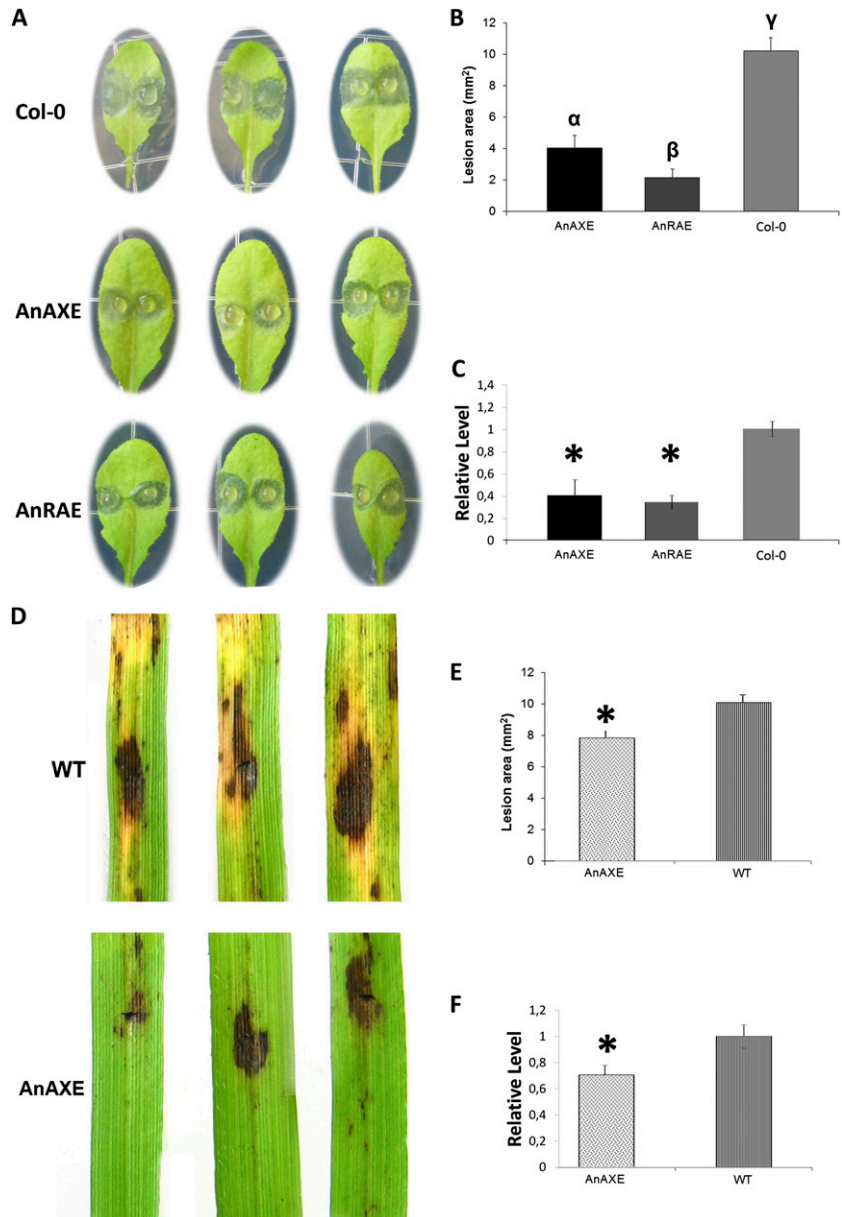 A
Col-0
AnAXE
AnRAE
B
Lesion area (mm²)
12
10
8
6
4
2
0
α
β
γ
AnAXE
AnRAE
Col-0
C
Relative Level
1,4
1,2
1
0,8
0,6
0,4
0,2
0
*
*
AnAXE
AnRAE
Col-0
D
WT
AnAXE
E
Lesion area (mm²)
12
10
8
6
4
2
0
*
AnAXE
WT
F
Relative Level
1,2
1
0,8
0,6
0,4
0,2
0
*
AnAXE
WT